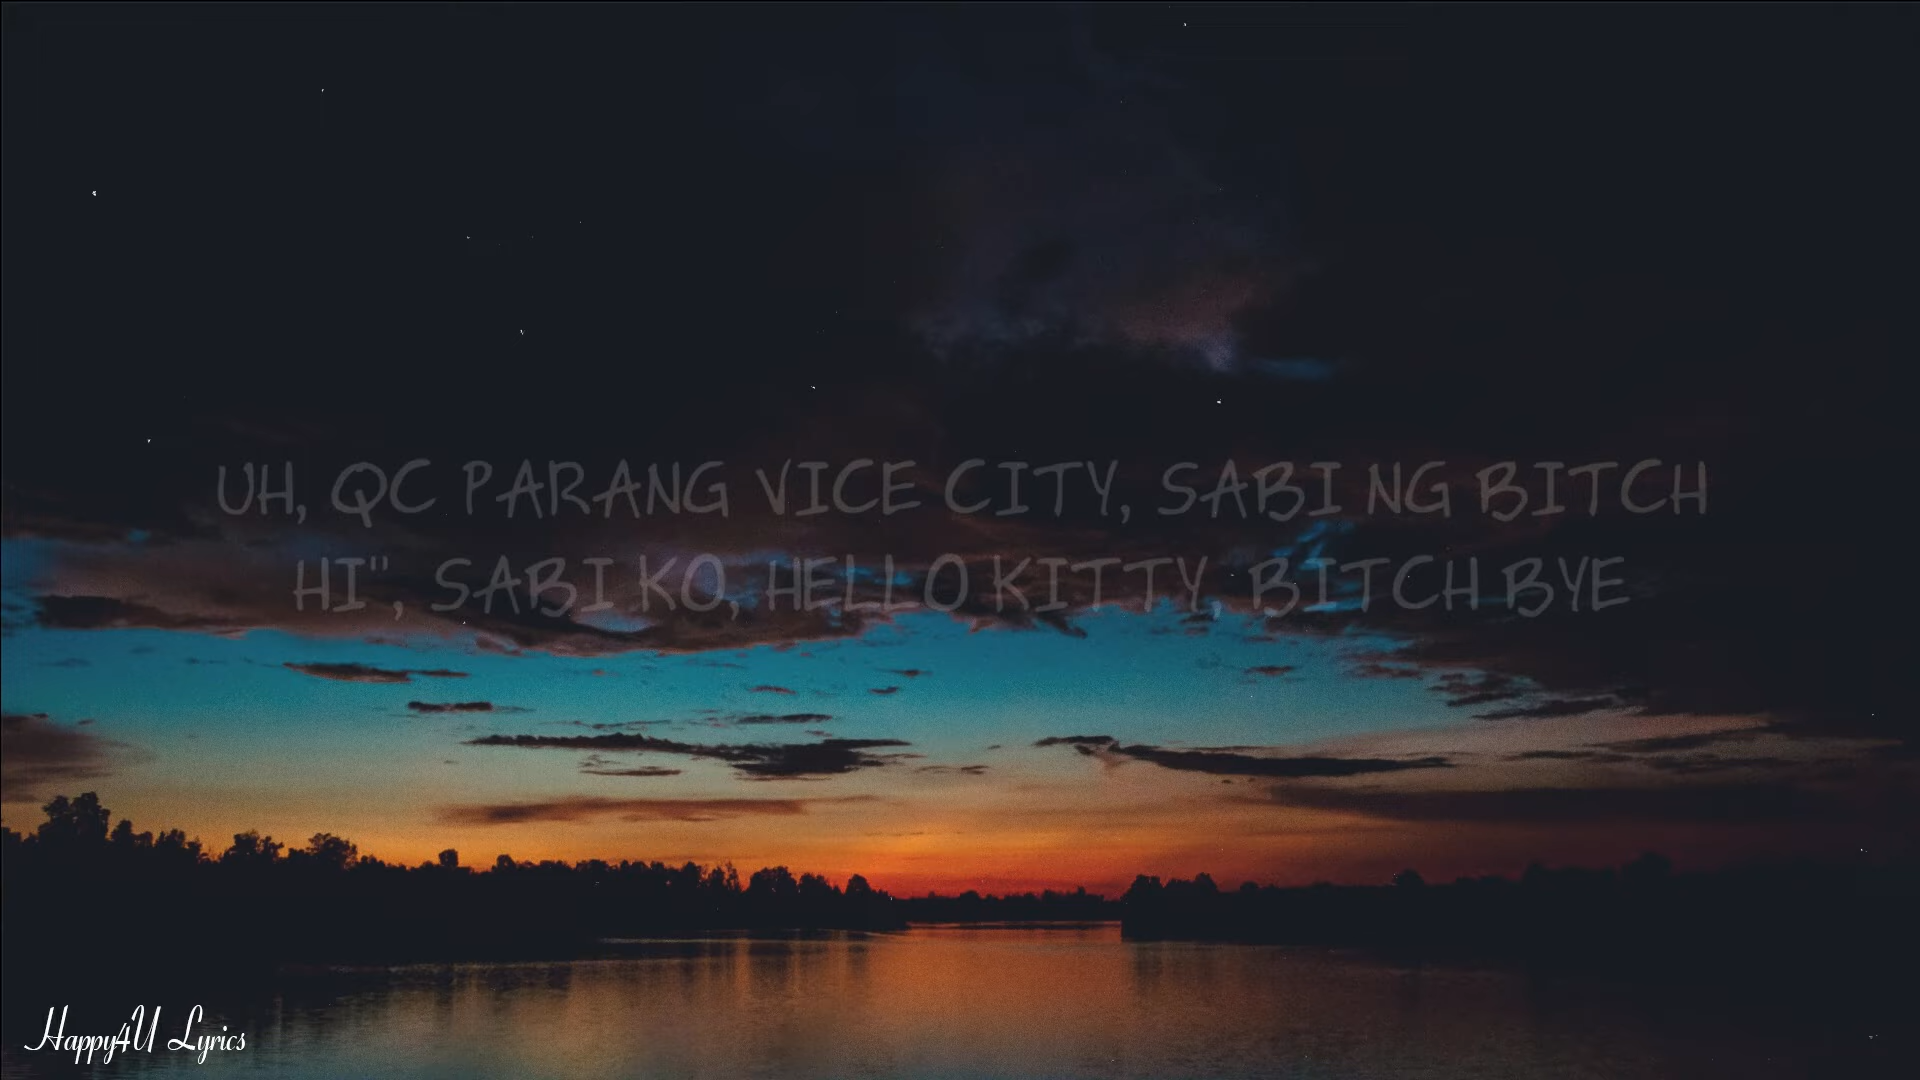 UH, QC PARANG VICE CITY, SABI NG BITCH
HI", SABI KO, HELLO KITTY BITCH BYE
Happy4U Lyrics